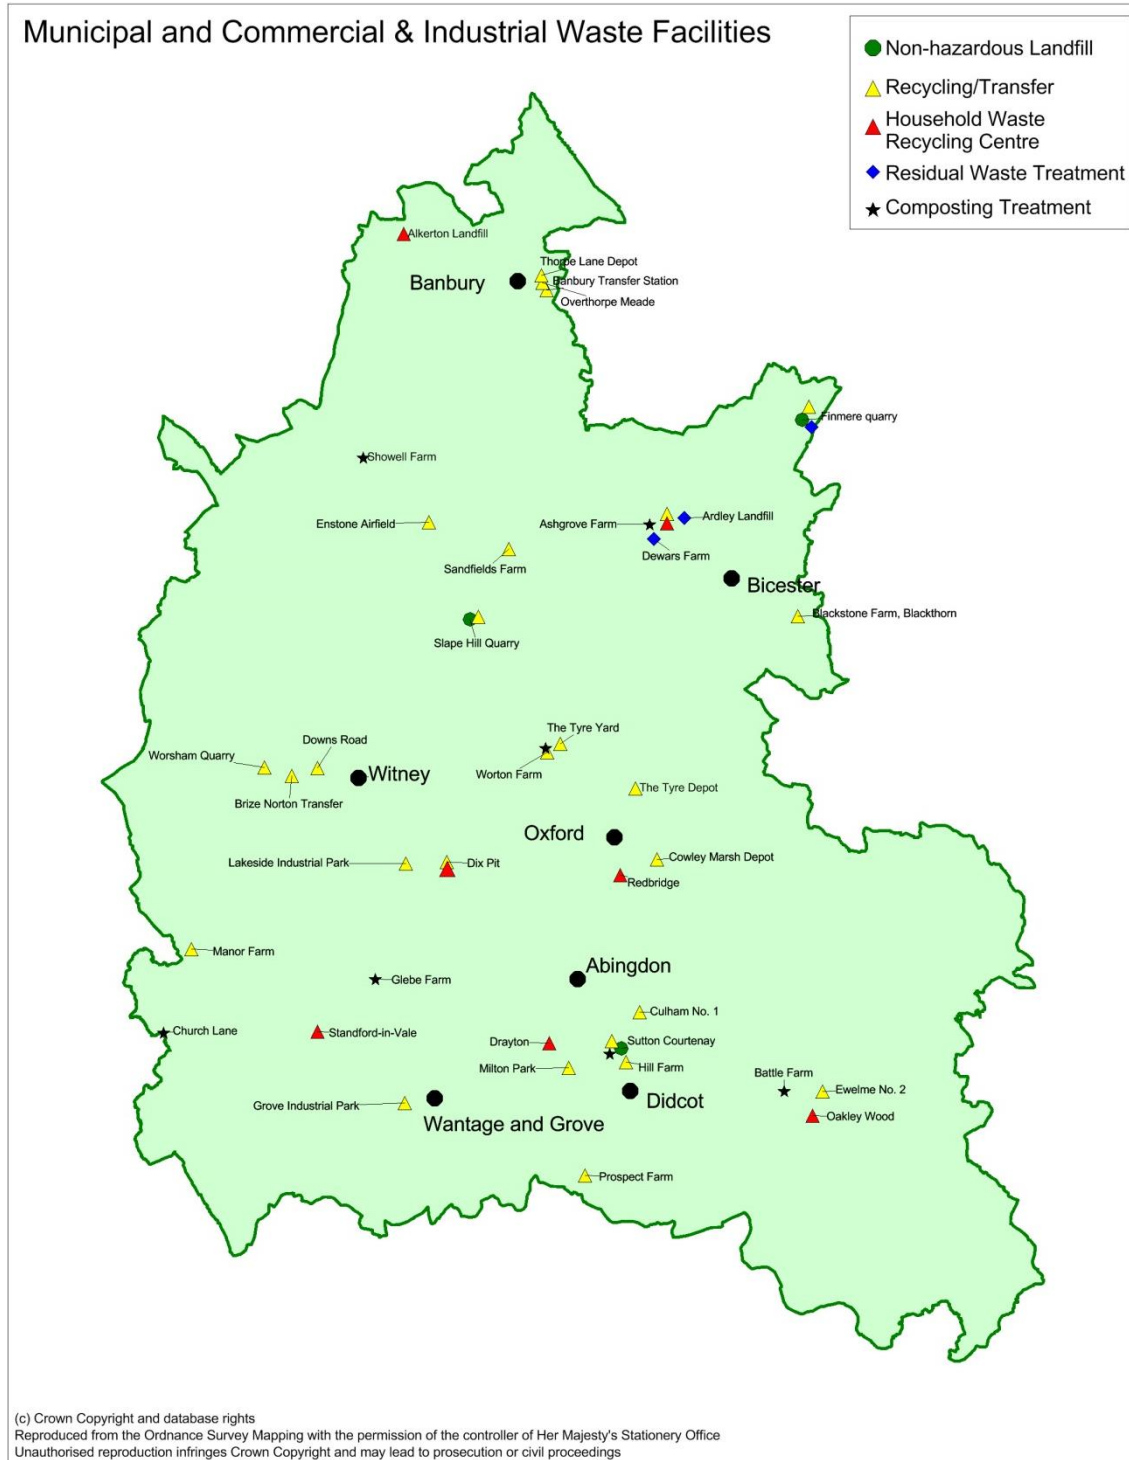 Municipal and Commercial & Industrial Waste Facilities
Non-hazardous Landfill
Recycling/Transfer
Household Waste
Recycling Centre
Residual Waste Treatment
Composting Treatment
Alkerton Landfill
Thorpe Lane Depot
Banbury
Banbury Transfer Station
Overthorpe Meade
Finmere quarry
Showell Farm
Enstone Airfield
Ashgrove Farm
Ardley Landfill
Dewars Farm
Sandfields Farm
Bicester
Blackstone Farm, Blackthorn
Slape Hill Quarry
The Tyre Yard
Downs Road
Worsham Quarry
Witney
Worton Farm
Brize Norton Transfer
The Tyre Depot
Oxford
Lakeside Industrial Park
Dix Pit
Cowley Marsh Depot
Redbridge
Manor Farm
Abingdon
Glebe Farm
Culham No. 1
Church Lane
Standford-in-Vale
Drayton
Sutton Courtenay
Milton Park
Hill Farm
Battle Farm
Ewelme No. 2
Grove Industrial Park
Didcot
Oakley Wood
Wantage and Grove
Prospect Farm
(c) Crown Copyright and database rights
Reproduced from the Ordnance Survey Mapping with the permission of the controller of Her Majesty's Stationery Office
Unauthorised reproduction infringes Crown Copyright and may lead to prosecution or civil proceedings